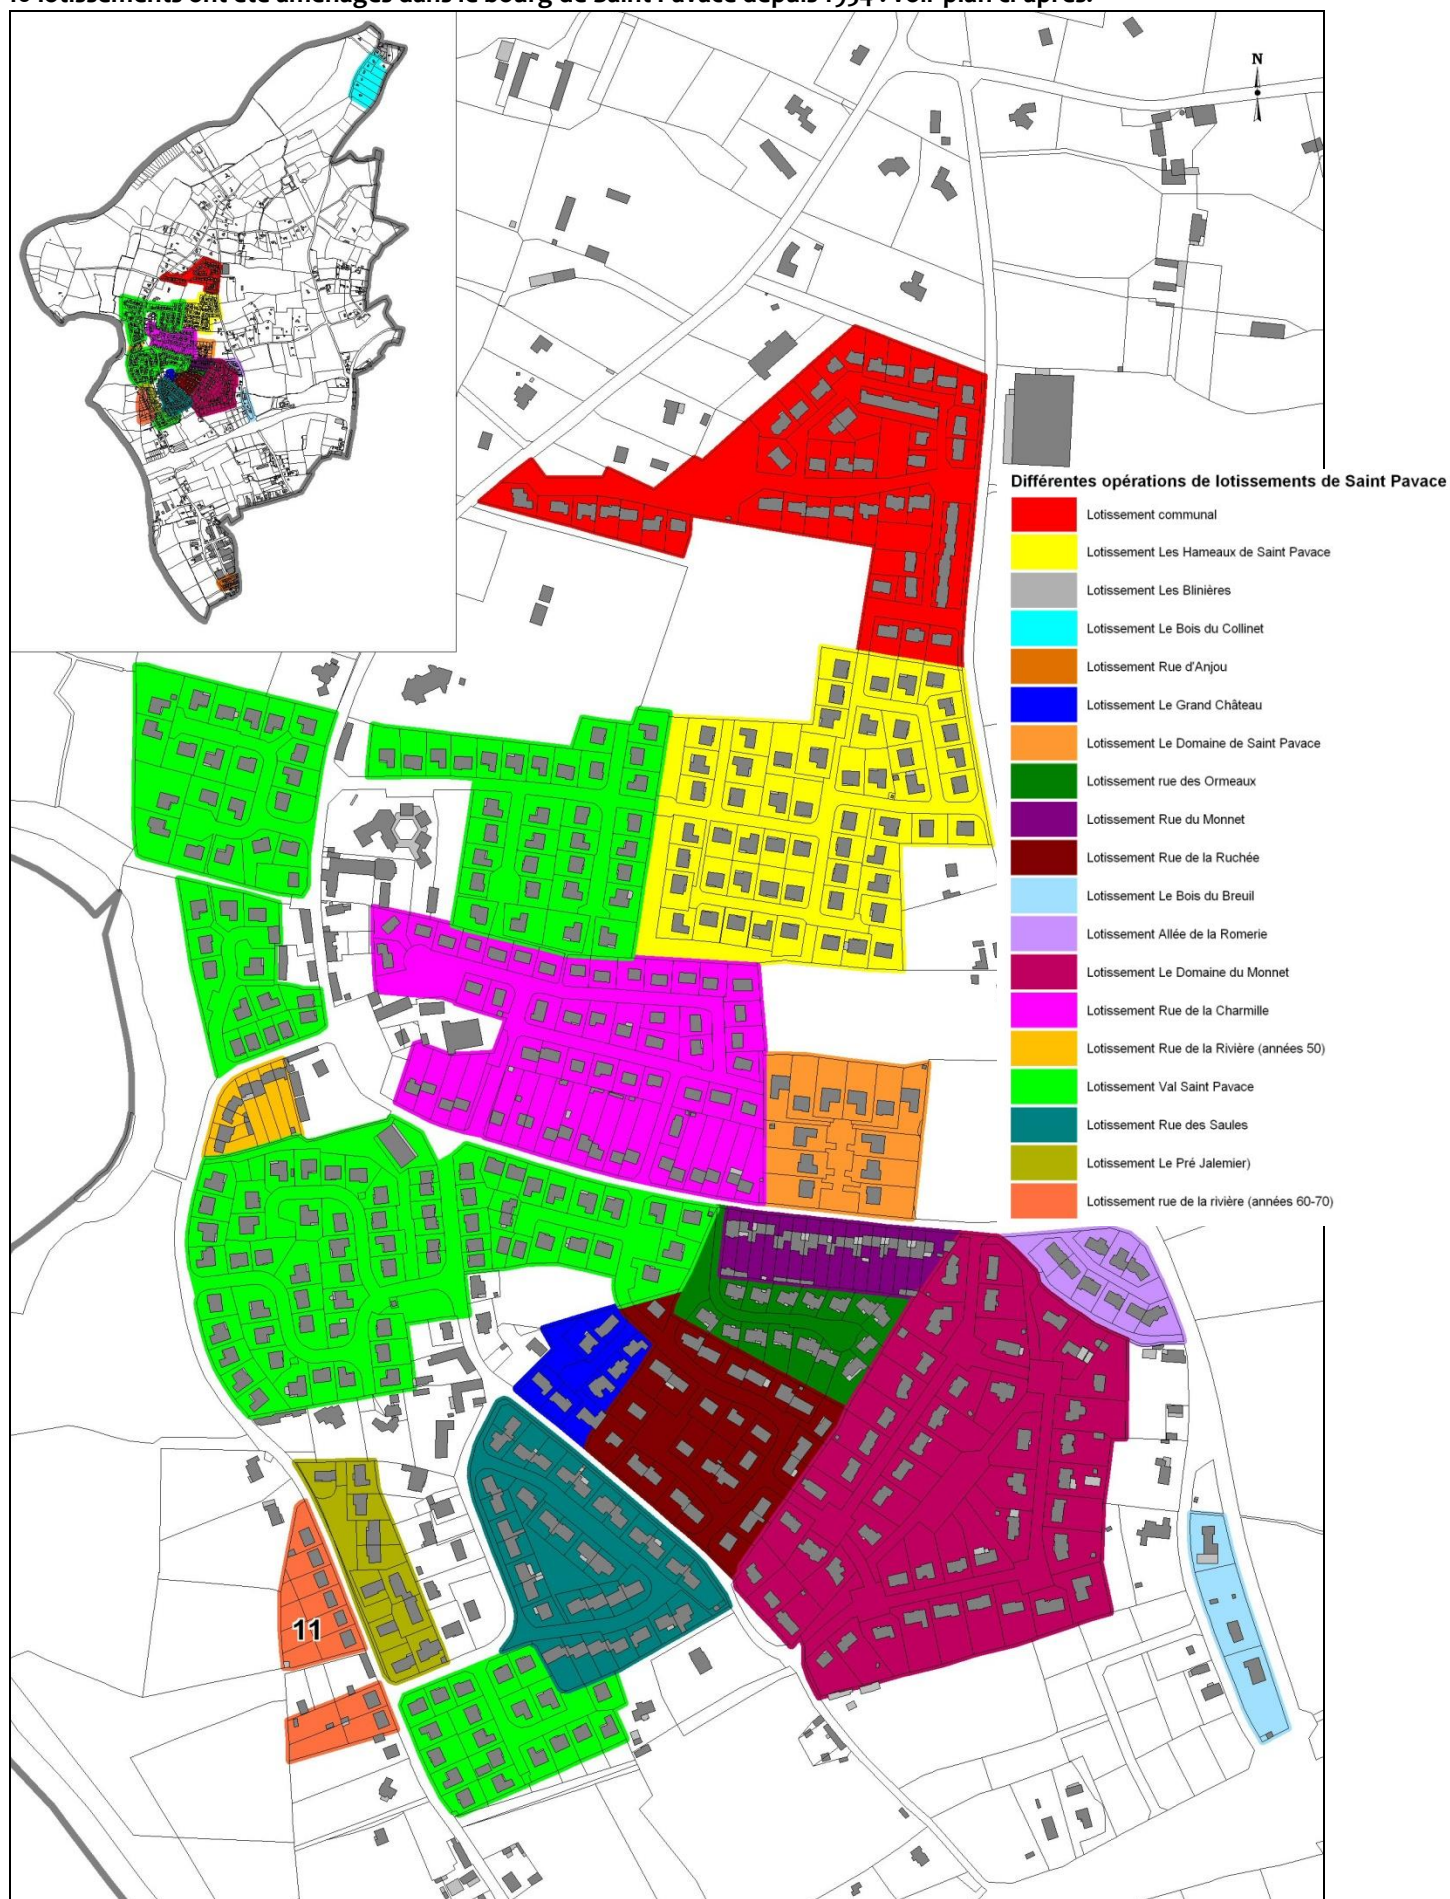 lotissements ont été aménagés dans le bourg de Saint Pavace depuis 1994 : voir plan ci après.
N
Différentes opérations de lotissements de Saint Pavace
Lotissement communal
Lotissement Les Hameaux de Saint Pavace
Lotissement Les Blinières
Lotissement Le Bois du Collinet
Lotissement Rue d'Anjou
Lotissement Le Grand Château
Lotissement Le Domaine de Saint Pavace
Lotissement rue des Ormeaux
Lotissement Rue du Monnet
Lotissement Rue de la Ruchée
Lotissement Le Bois du Breuil
Lotissement Allée de la Romerie
Lotissement Le Domaine du Monnet
Lotissement Rue de la Charmille
Lotissement Rue de la Rivière (années 50)
Lotissement Val Saint Pavace
Lotissement Rue des Saules
Lotissement Le Pré Jalemier)
Lotissement rue de la rivière (années 60-70)
11